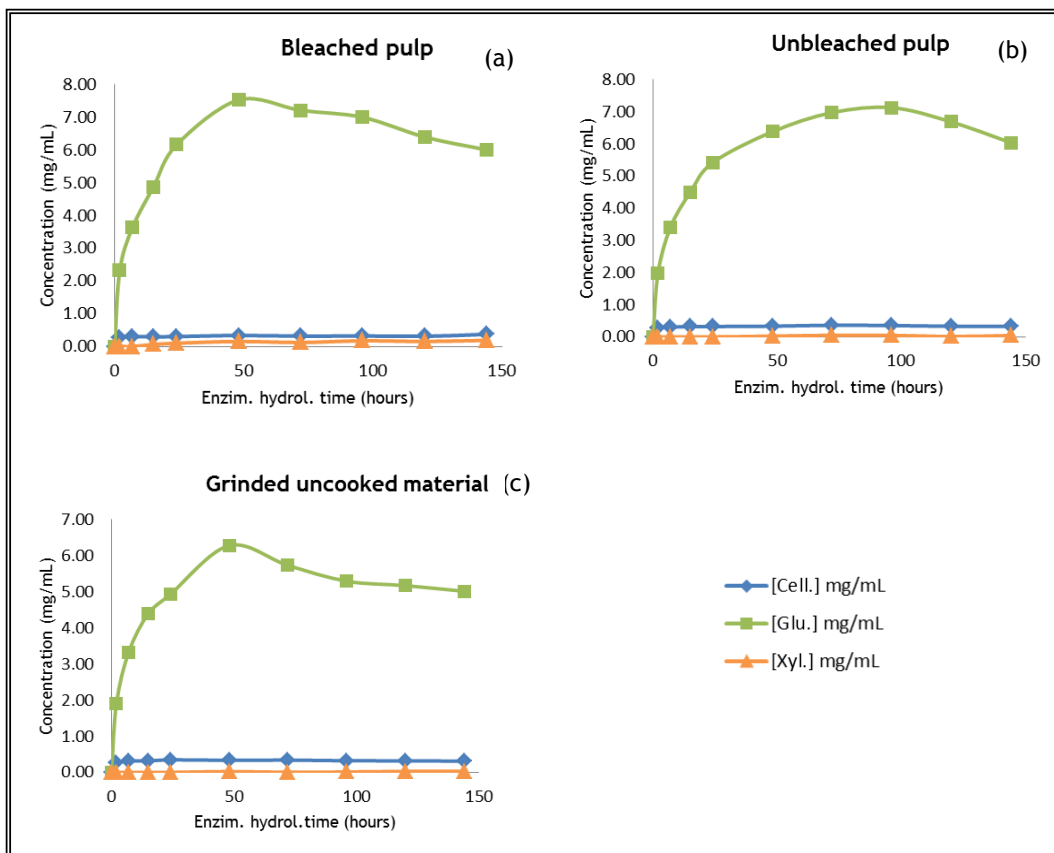 Bleached pulp (a)
8.00
7.00
6.00
5.00
4.00
3.00
2.00
1.00
0.00
Concentration (mg/mL)
0 50 100 150
Enzim. hydrol. time (hours)
Unbleached pulp (b)
8.00
7.00
6.00
5.00
4.00
3.00
2.00
1.00
0.00
Concentration (mg/mL)
0 50 100 150
Enzim. hydrol. time (hours)
Grinded uncooked material (c)
7.00
6.00
5.00
4.00
3.00
2.00
1.00
0.00
Concentration (mg/mL)
0 50 100 150
Enzim. hydrol.time (hours)
[Cell.] mg/mL
[Glu.] mg/mL
[Xyl.] mg/mL